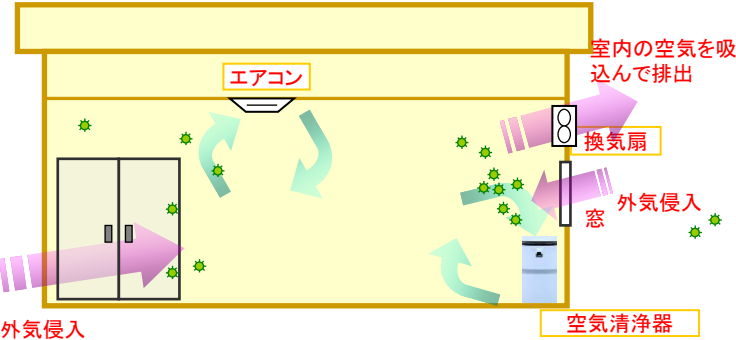 室内の空気を吸
込んで排出
エアコン
換気扇
外気侵入
窓
外気侵入
空気清浄器